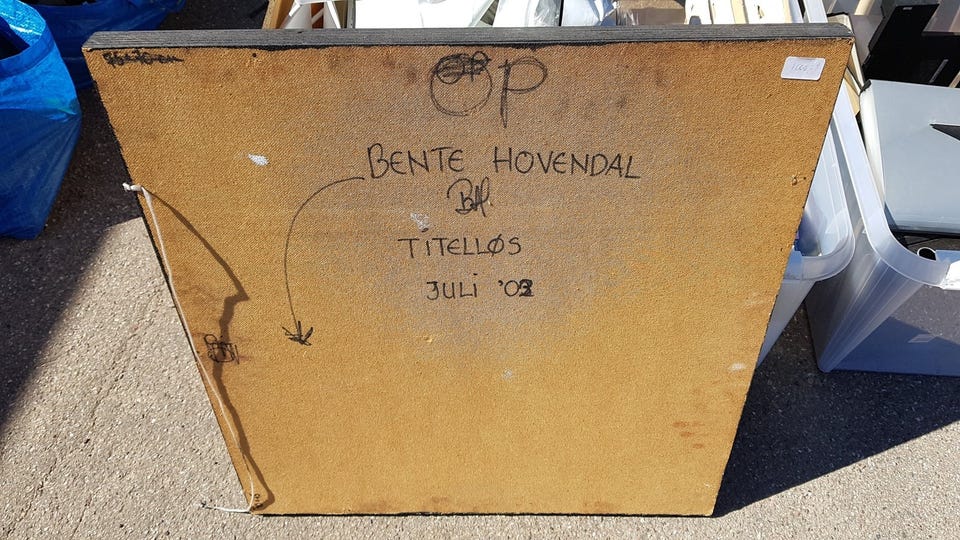 OP
BENTE HOVENDAL
BH.
TITELLØS
JULI '02